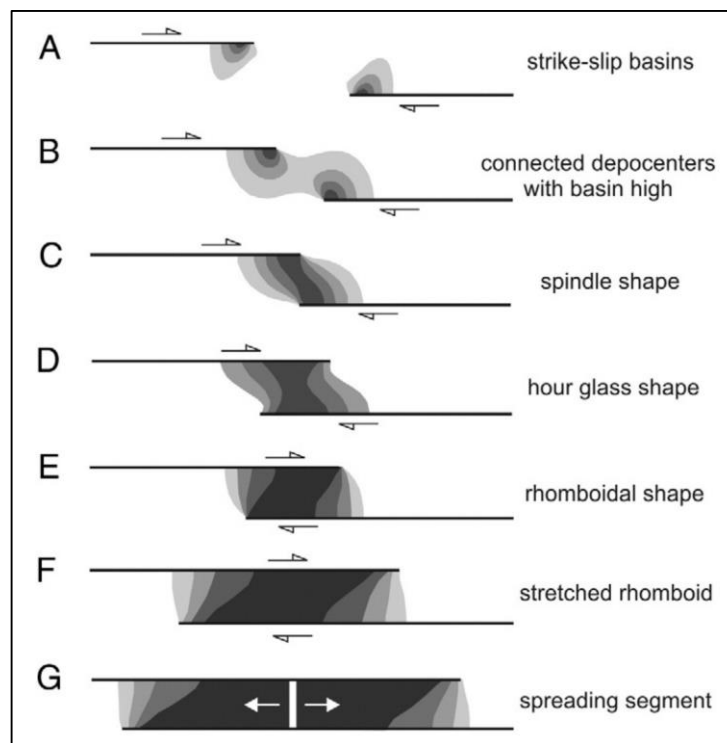 A
strike-slip basins
B
connected depocenters
with basin high
C
spindle shape
D
hour glass shape
E
rhomboidal shape
F
stretched rhomboid
G
spreading segment